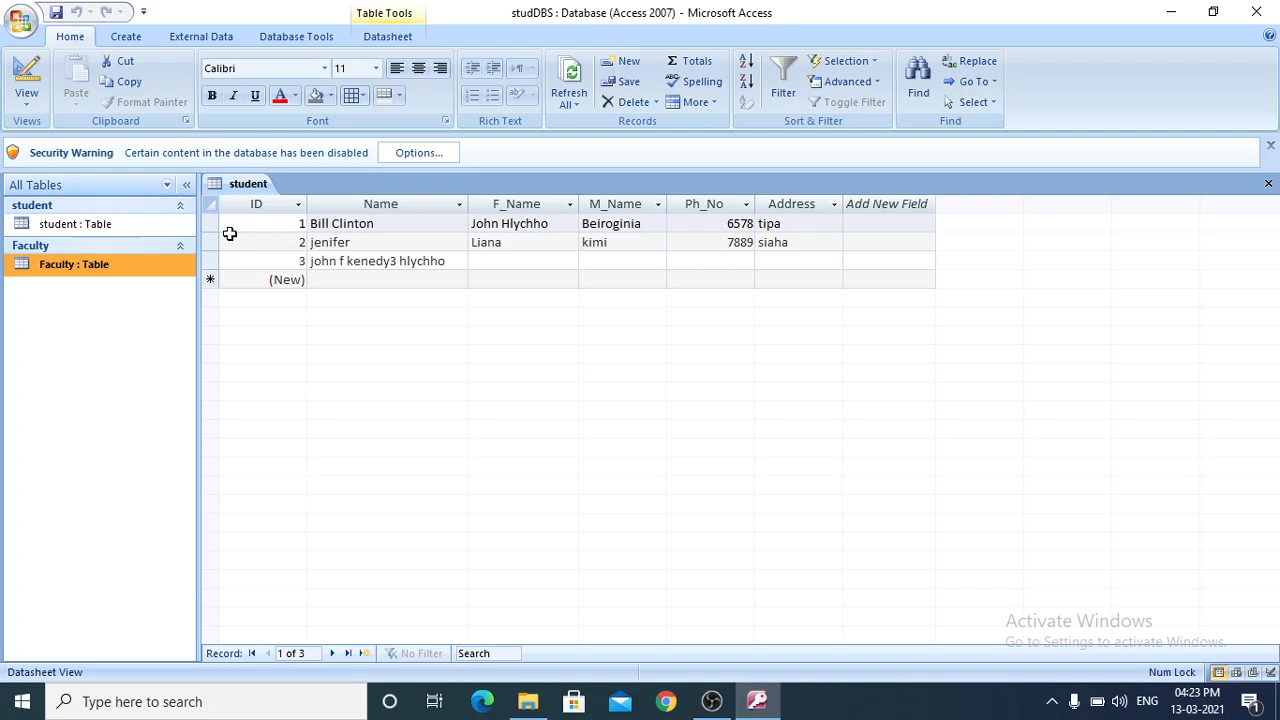 Table Tools
studDBS : Database (Access 2007) - Microsoft Access
Home Create External Data Database Tools Datasheet
View
Views
Paste
Cut
Copy
Format Painter
Clipboard
Calibri 11
B I U A
Font
Rich Text
Refresh
All
New
Save
Delete
Totals
Spelling
More
Records
Filter
Selection
Advanced
Toggle Filter
Sort & Filter
Find
Replace
Go To
Select
Find
Security Warning Certain content in the database has been disabled Options...
All Tables
student
student : Table
Faculty
Faculty : Table
student
ID Name F_Name M_Name Ph_No Address Add New Field
1 Bill Clinton John Hlychho Beiroginia 6578 tipa
2 jenifer Liana kimi 7889 siaha
3 john f kenedy3 hlychho
(New)
Activate Windows
Go to Settings to activate Windows.
Record: 1 of 3 No Filter Search
Datasheet View Num Lock
Type here to search
ENG
04:23 PM
13-03-2021
1